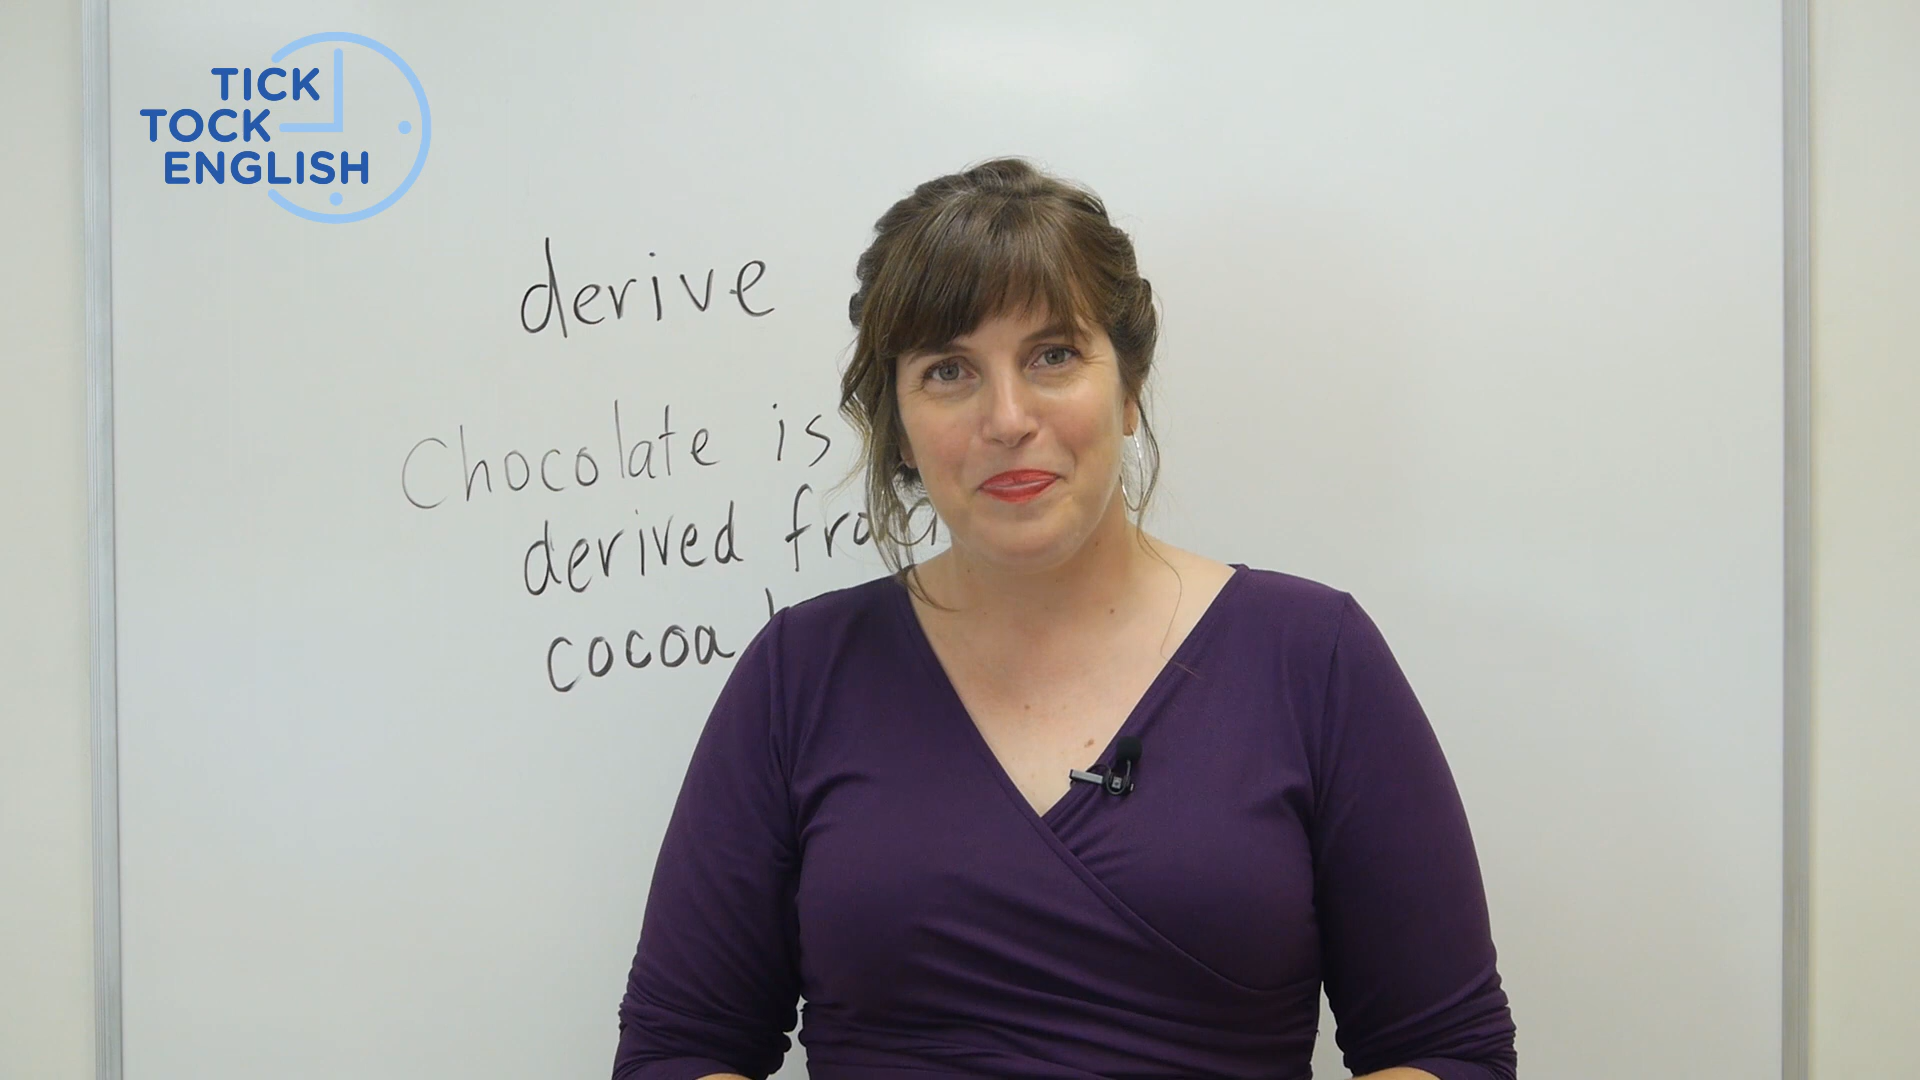 TICK
TOCK
ENGLISH
derive
Chocolate is
derived
cocoa